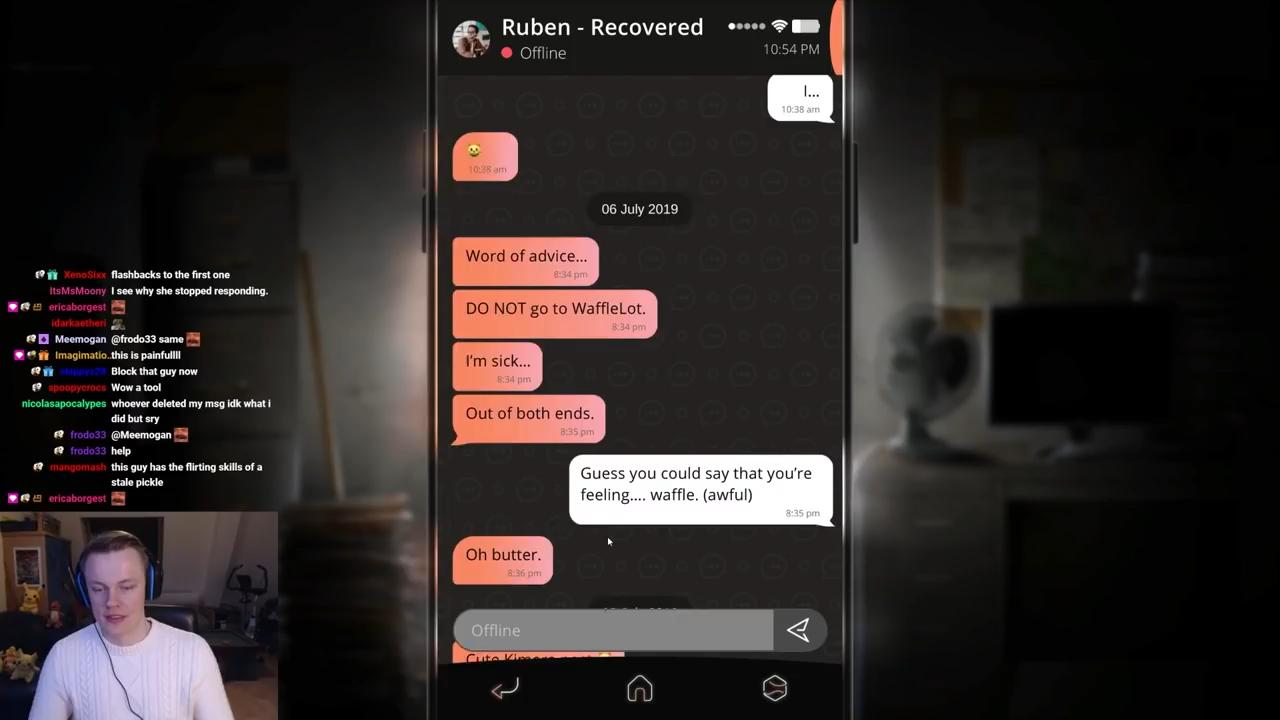 Ruben - Recovered
Offline
10:54 PM
I...
10:38 am
10:38 am
06 July 2019
Word of advice...
8:34 pm
DO NOT go to WaffleLot.
8:34 pm
I'm sick...
8:34 pm
Out of both ends.
8:35 pm
Guess you could say that you're
feeling.... waffle. (awful)
8:35 pm
Oh butter.
8:36 pm
Offline
XenoSixx flashbacks to the first one
ItsMsMoony I see why she stopped responding.
ericaborgest
idarkaetheri
Meemogan @frodo33 same
Imaginatio.. this is painfullll
Block that guy now
spoopycrocs Wow a tool
nicolasapocalypes whoever deleted my msg idk what i
did but sry
frodo33 @Meemogan
frodo33 help
mangomash this guy has the flirting skills of a
stale pickle
ericaborgest